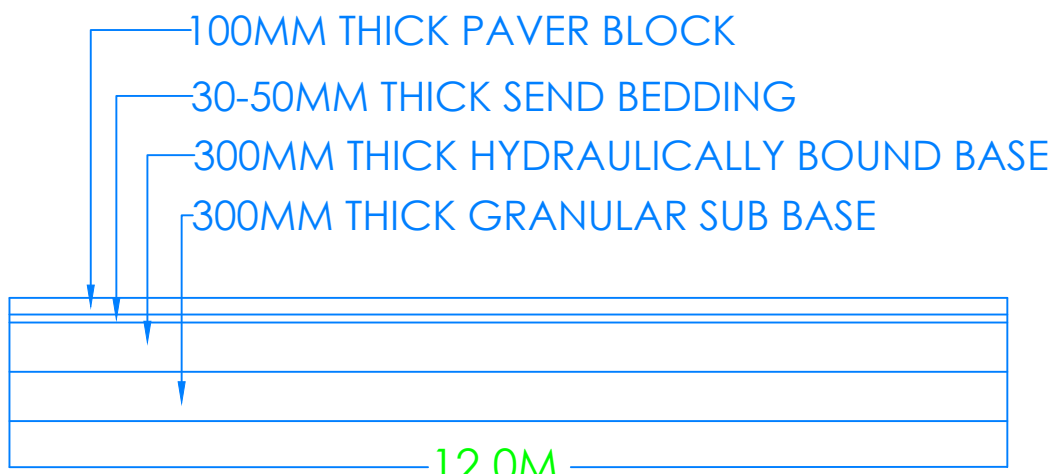 100MM THICK PAVER BLOCK
30-50MM THICK SEND BEDDING
300MM THICK HYDRAULICALLY BOUND BASE
300MM THICK GRANULAR SUB BASE
12.0M